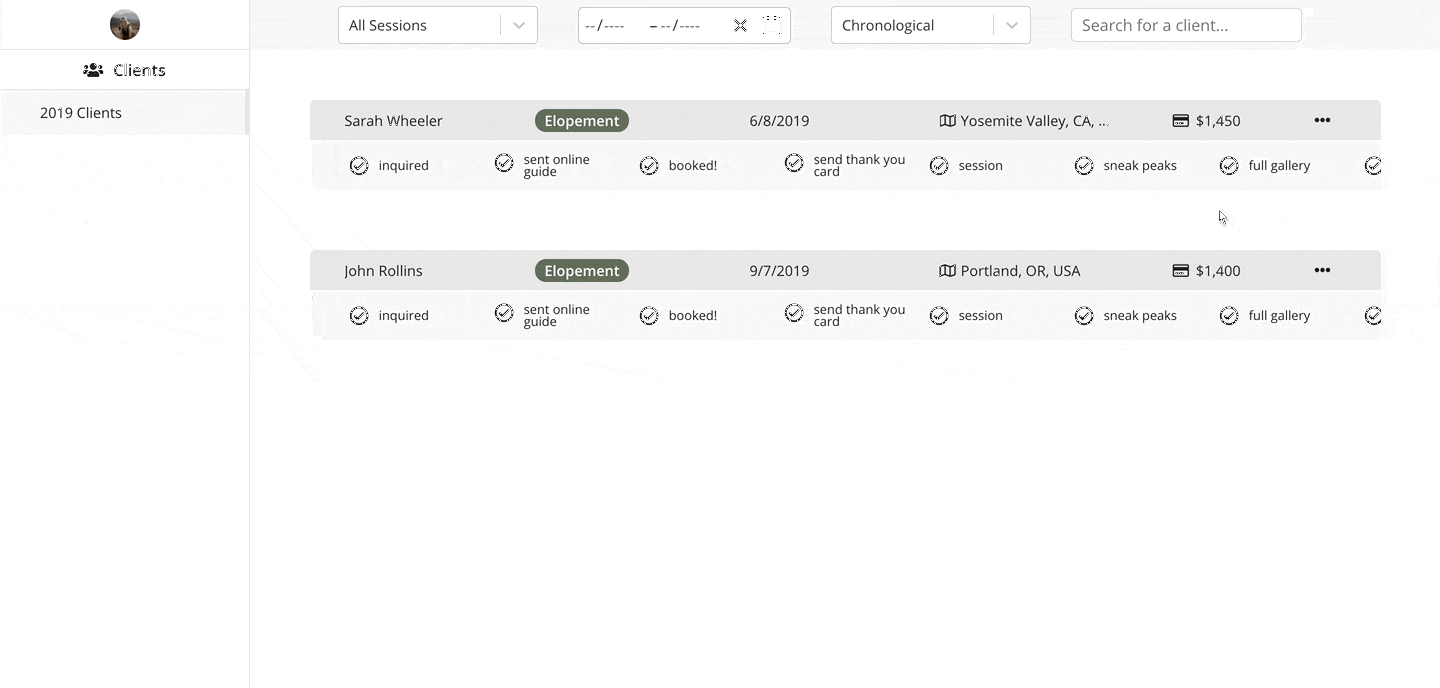 All Sessions
--/---- – --/----
Chronological
Search for a client...
Clients
2019 Clients
Sarah Wheeler
Elopement
6/8/2019
Yosemite Valley, CA, ...
$1,450
inquired
sent online
guide
booked!
send thank you
card
session
sneak peaks
full gallery
John Rollins
Elopement
9/7/2019
Portland, OR, USA
$1,400
inquired
sent online
guide
booked!
send thank you
card
session
sneak peaks
full gallery